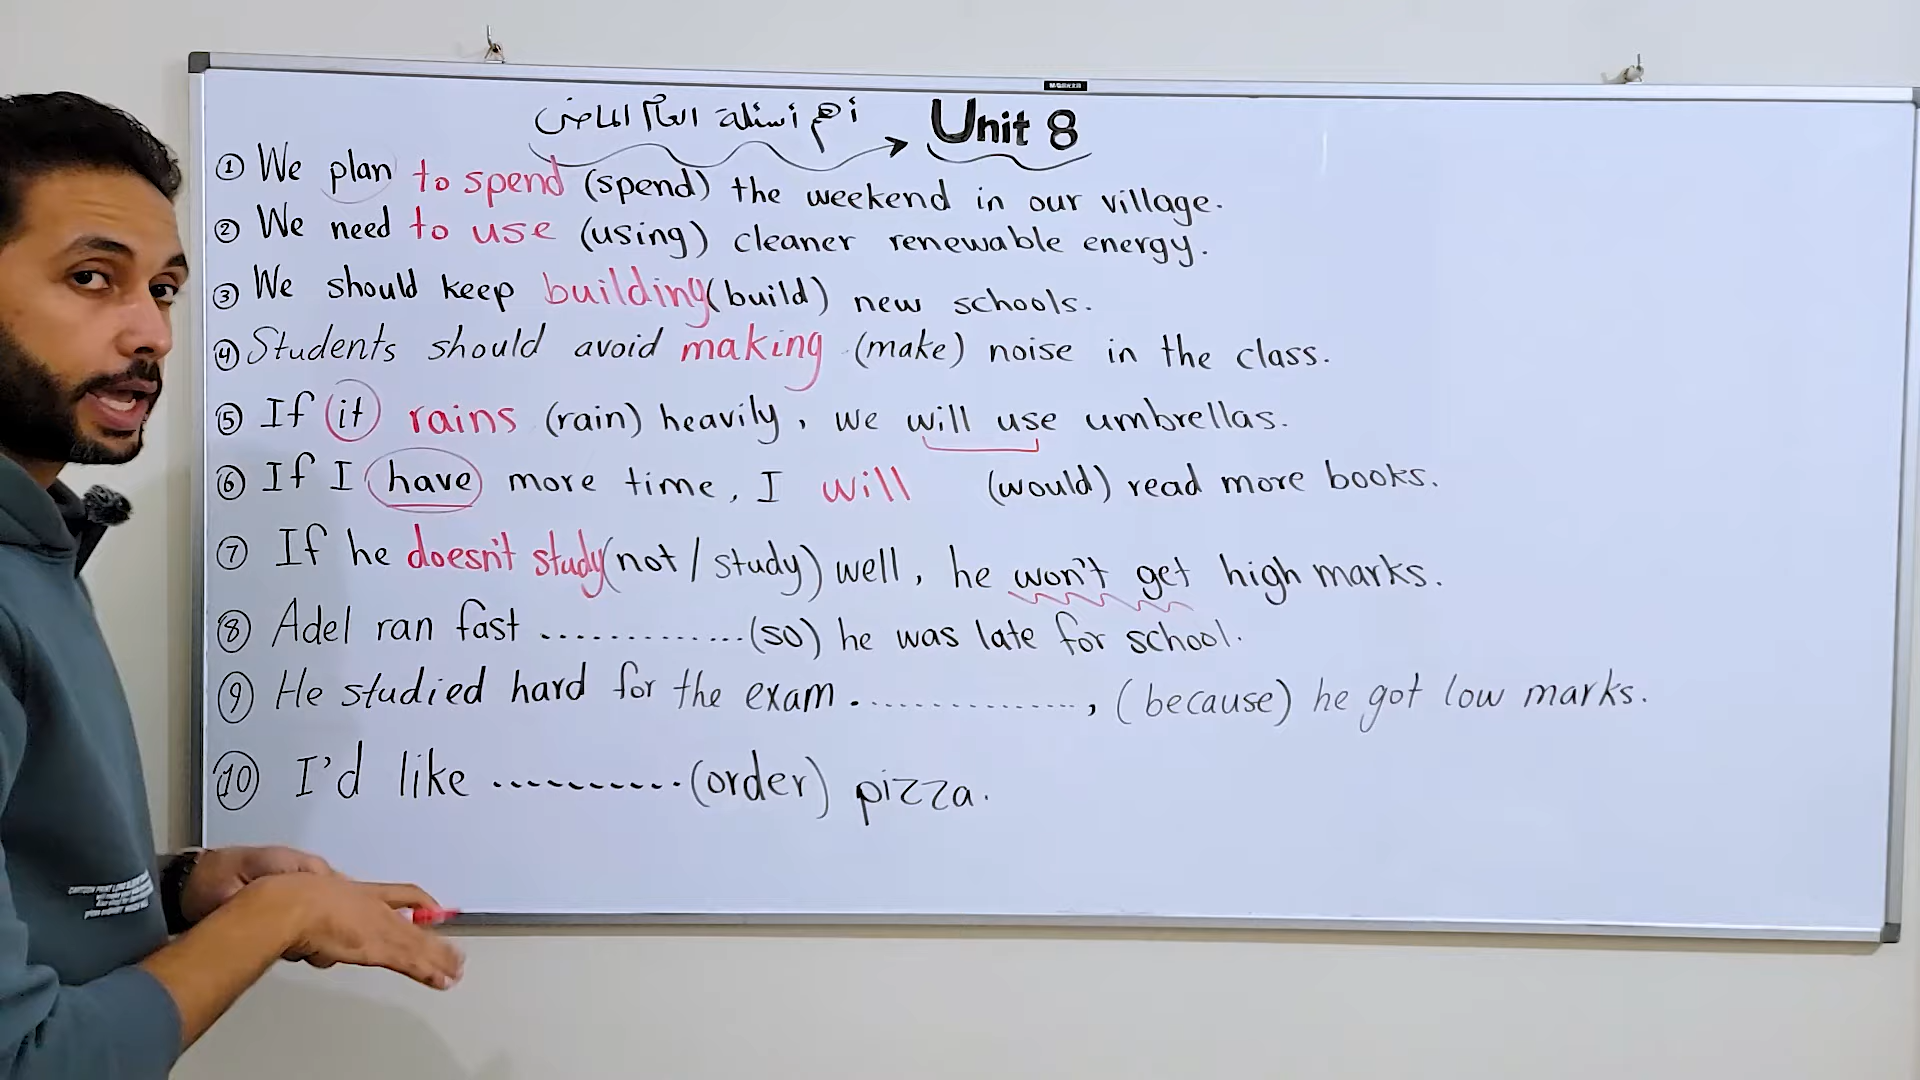 أهم أسئلة العام الماضى → Unit 8
① We plan to spend (spend) the weekend in our village.
② We need to use (using) cleaner renewable energy.
③ We should keep building (build) new schools.
④ Students should avoid making (make) noise in the class.
⑤ If it rains (rain) heavily, we will use umbrellas.
⑥ If I have more time, I will (would) read more books.
⑦ If he doesn't study (not / study) well, he won't get high marks.
⑧ Adel ran fast .............. (so) he was late for school.
⑨ He studied hard for the exam ..............., (because) he got low marks.
⑩ I'd like ............ (order) pizza.